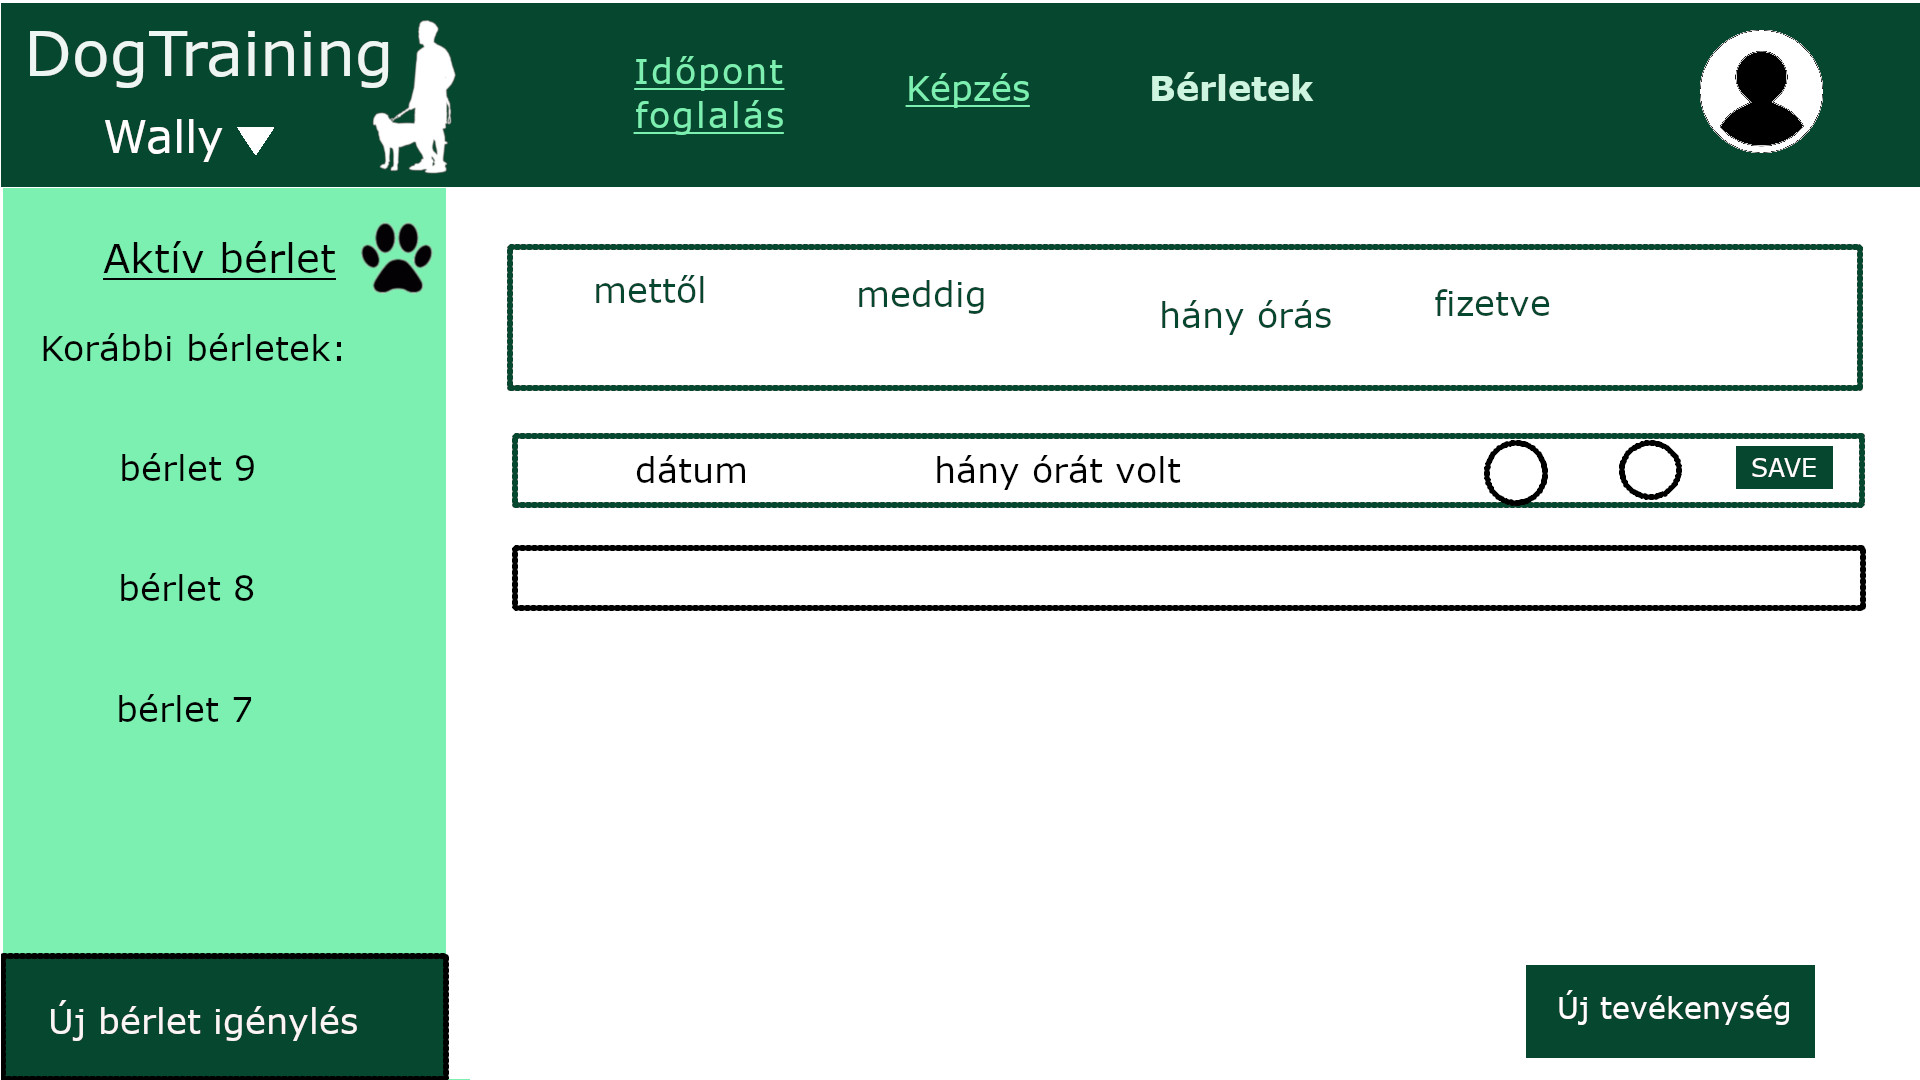 DogTraining
Wally
Időpont
foglalás
Képzés
Bérletek
Aktív bérlet
Korábbi bérletek:
bérlet 9
bérlet 8
bérlet 7
Új bérlet igénylés
mettől
meddig
hány órás
fizetve
dátum
hány órát volt
SAVE
Új tevékenység